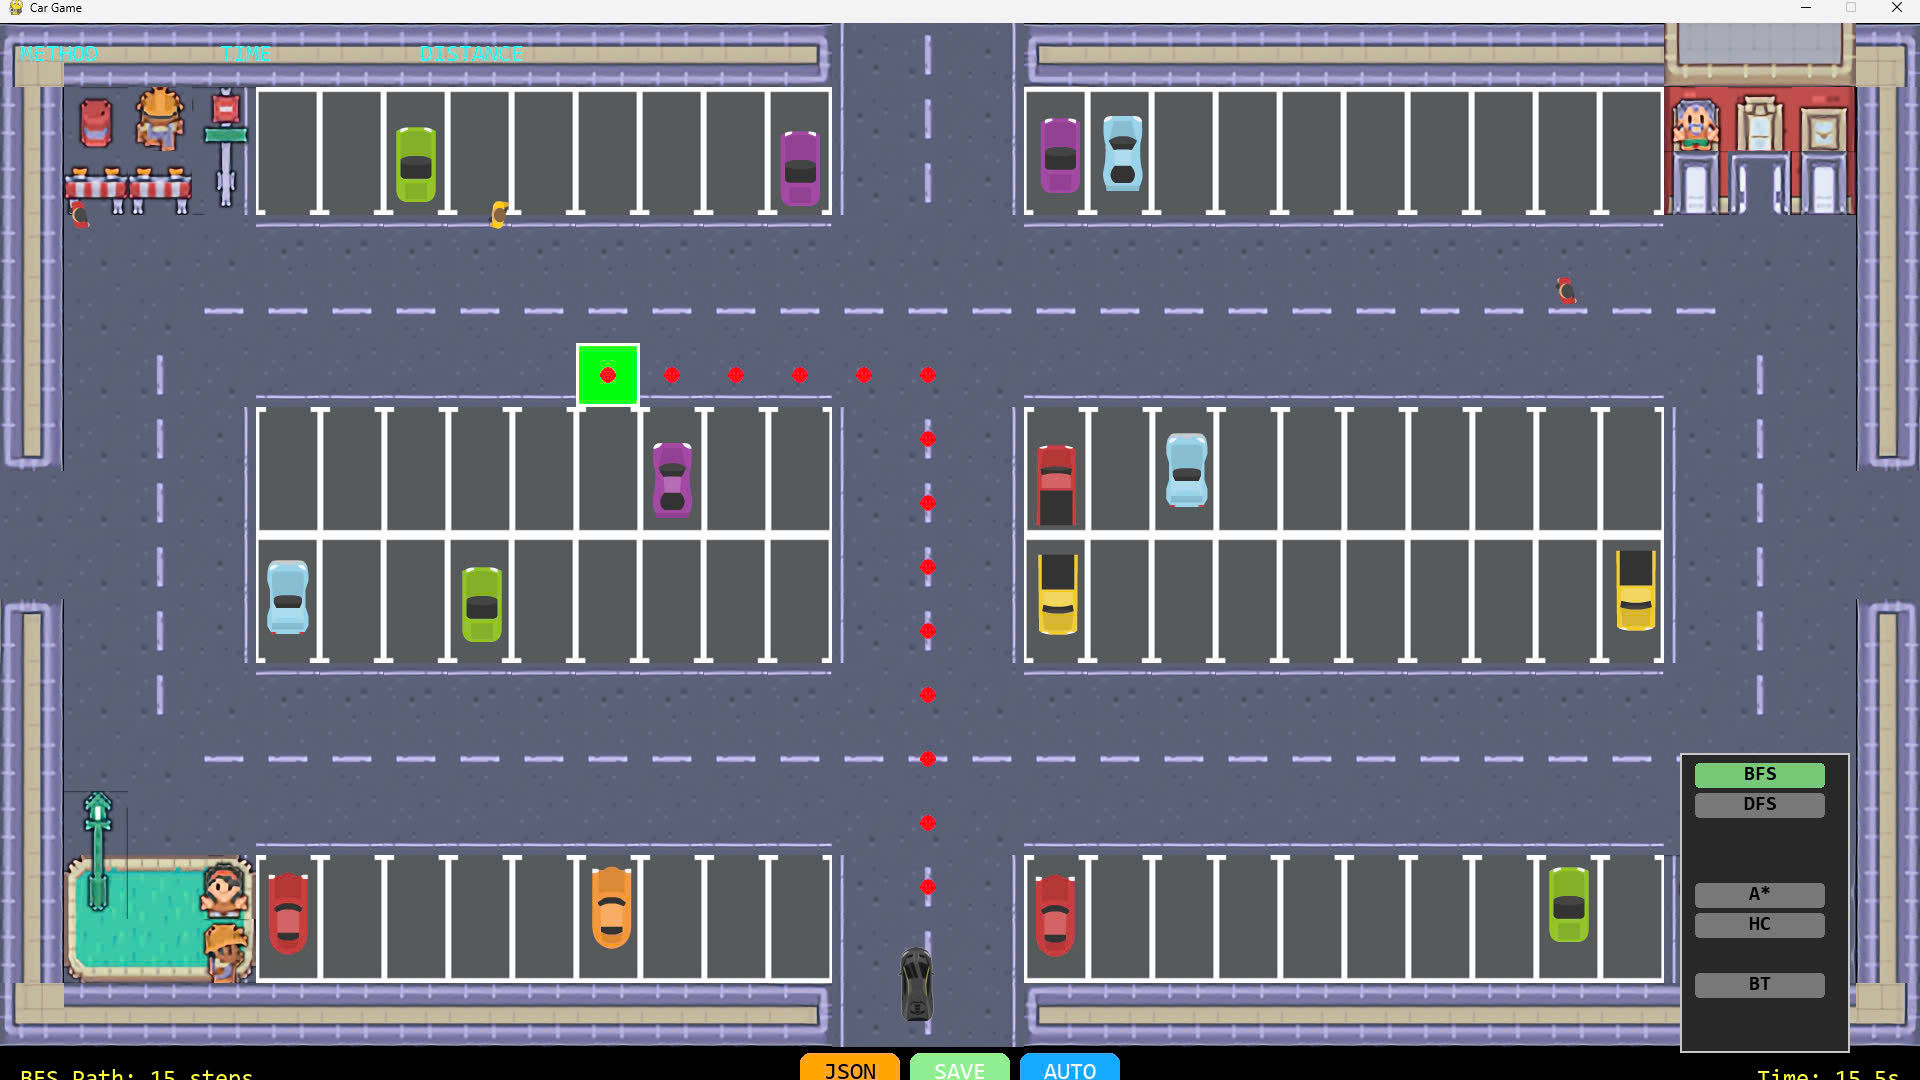 Car Game
METHOD TIME DISTANCE
BFS
DFS
A*
HC
BT
JSON SAVE AUTO
BFS Path: 15 steps
Time: 15.5s